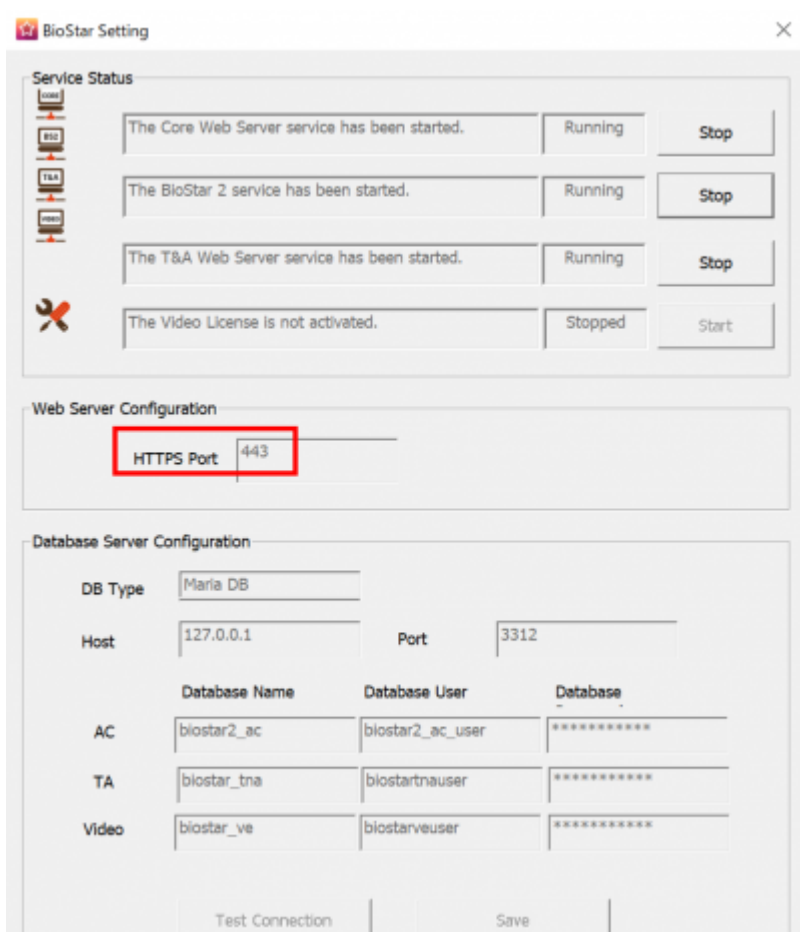 BioStar Setting
Service Status
CORE
BS2
T&A
VIDEO
The Core Web Server service has been started. Running Stop
The BioStar 2 service has been started. Running Stop
The T&A Web Server service has been started. Running Stop
The Video License is not activated. Stopped Start
Web Server Configuration
HTTPS Port 443
Database Server Configuration
DB Type Maria DB
Host 127.0.0.1 Port 3312
Database Name Database User Database
AC biostar2_ac biostar2_ac_user ***********
TA biostar_tna biostartnauser ***********
Video biostar_ve biostarveuser ***********
Test Connection Save